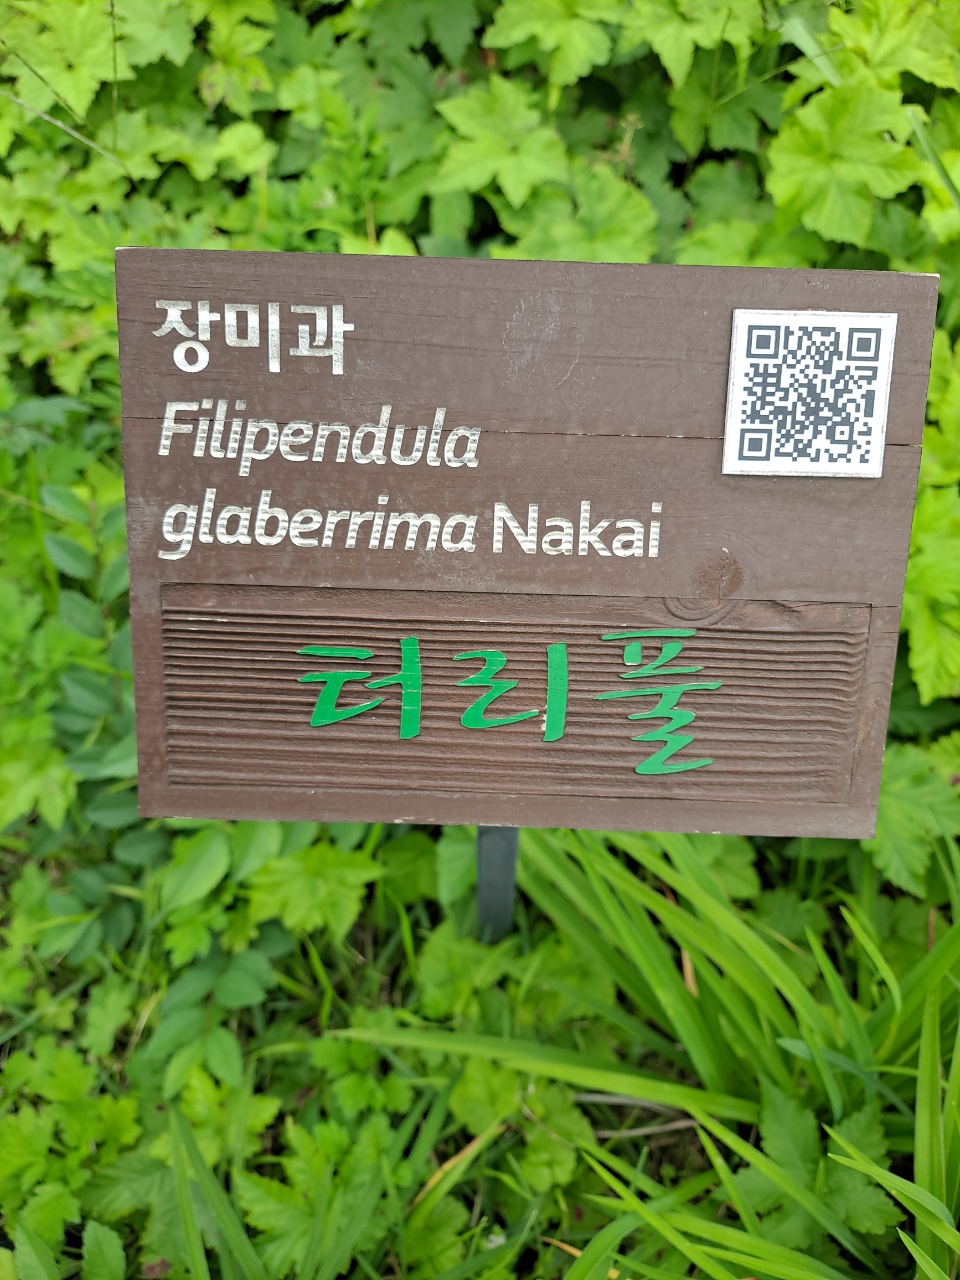 장미과
Filipendula
glaberrima Nakai
터리풀